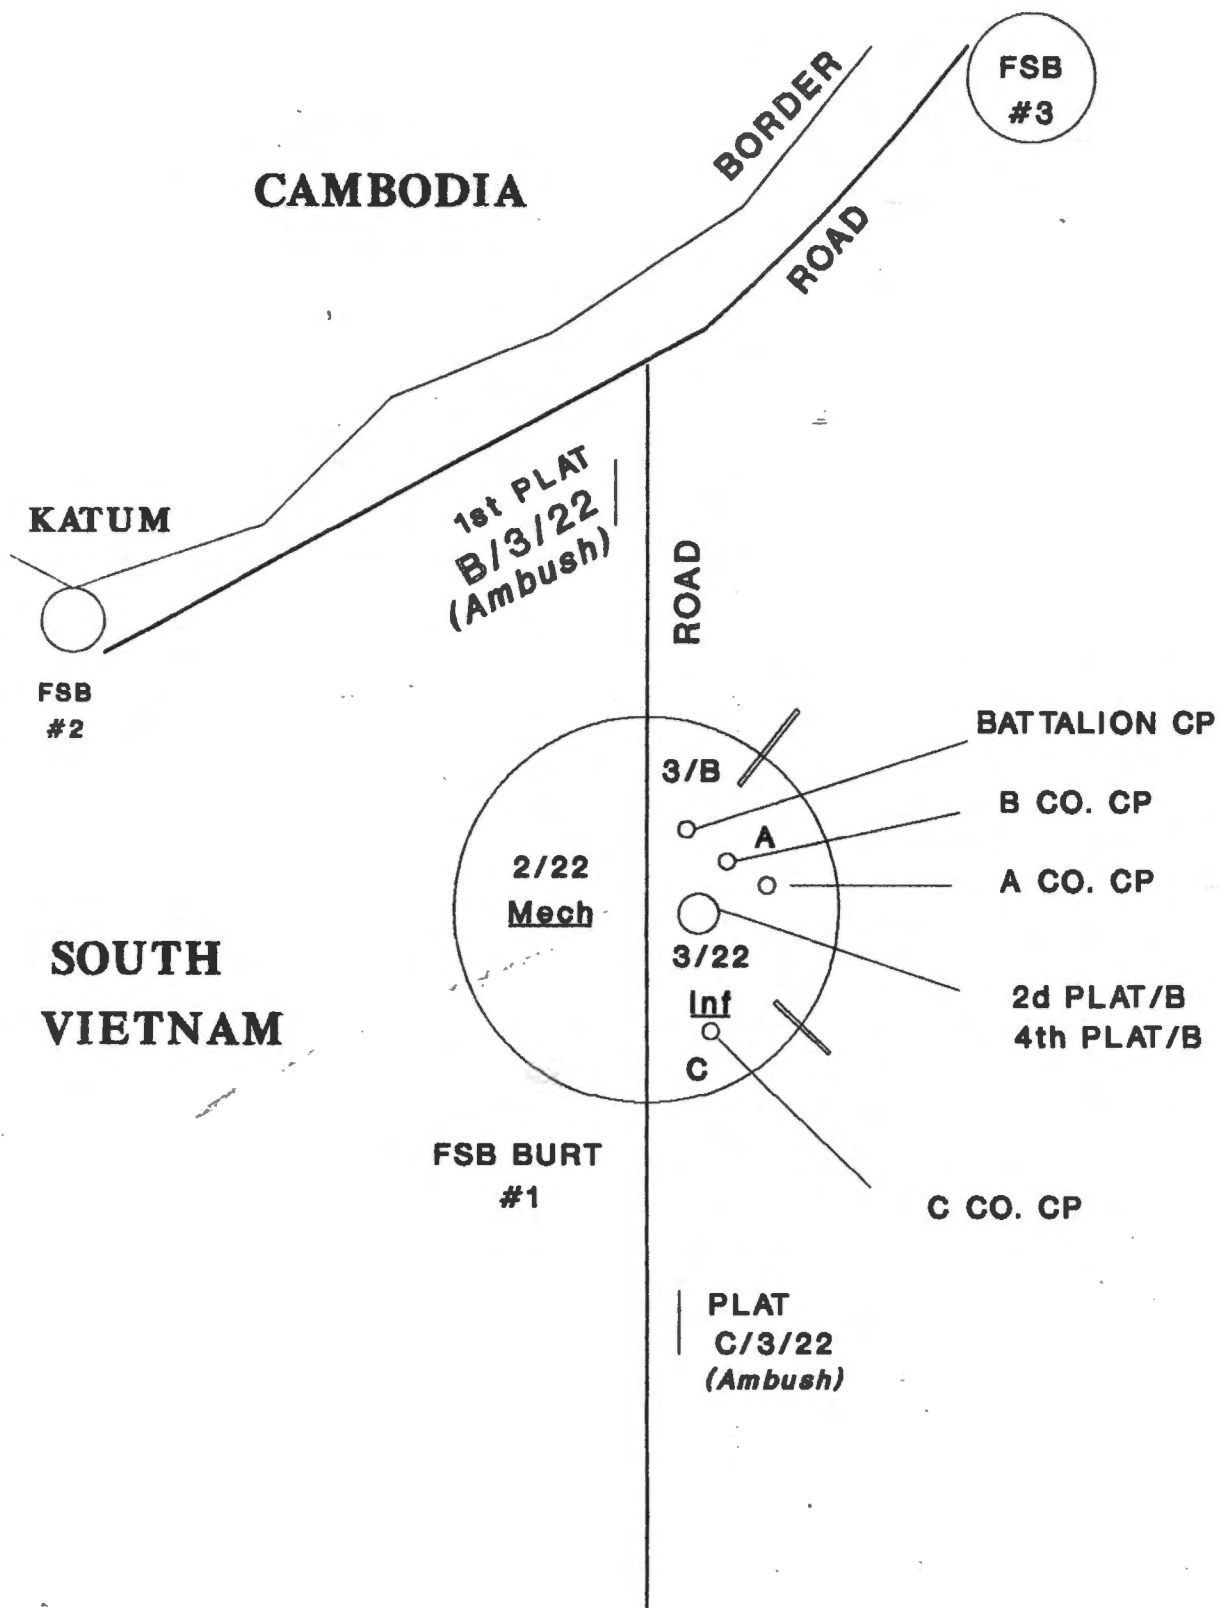 FSB
#3
BORDER
CAMBODIA
ROAD
KATUM
1st PLAT
B/3/22
(Ambush)
ROAD
FSB
#2
BATTALION CP
3/B
B CO. CP
A
2/22
Mech
A CO. CP
3/22
Inf
SOUTH
VIETNAM
2d PLAT/B
4th PLAT/B
C
FSB BURT
#1
C CO. CP
PLAT
C/3/22
(Ambush)